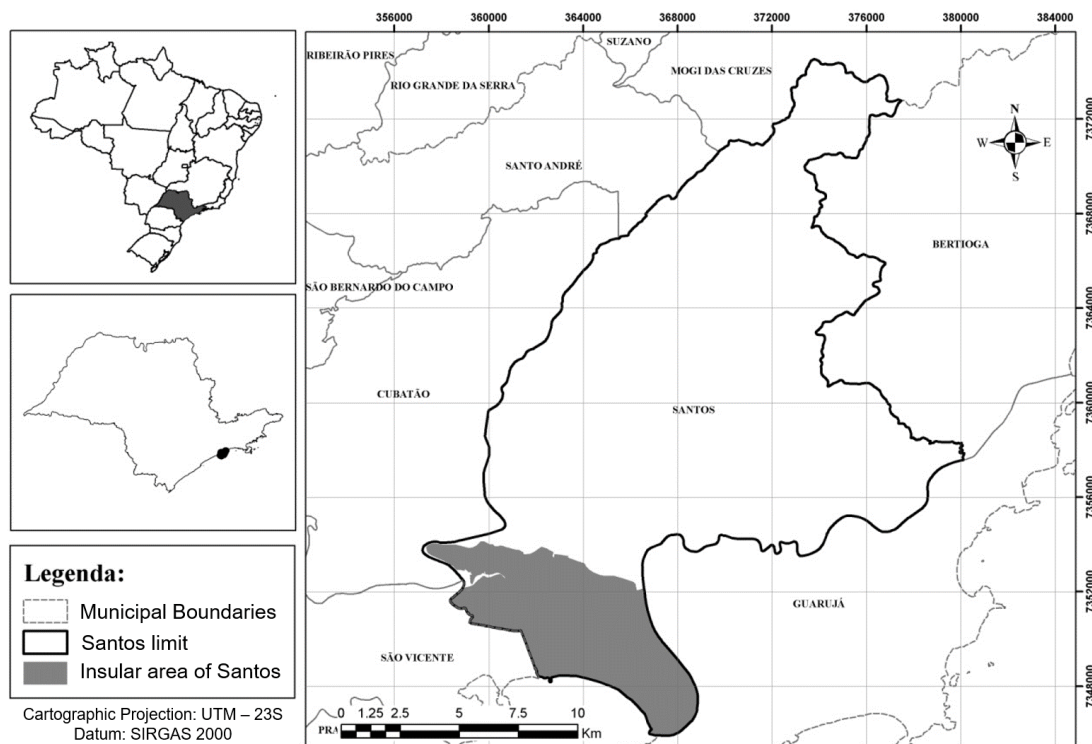 356000 360000 364000 368000 372000 376000 380000 384000
SUZANO
RIBEIRÃO PIRES
MOGI DAS CRUZES
RIO GRANDE DA SERRA
7372000
N
W E
S
SANTO ANDRÉ
7368000
BERTIOGA
SÃO BERNARDO DO CAMPO
7364000
CUBATÃO
SANTOS
7360000
7356000
7352000
GUARUJÁ
SÃO VICENTE
7348000
0 1.25 2.5 5 7.5 10
Km
PRA
Legenda:
Municipal Boundaries
Santos limit
Insular area of Santos
Cartographic Projection: UTM – 23S
Datum: SIRGAS 2000